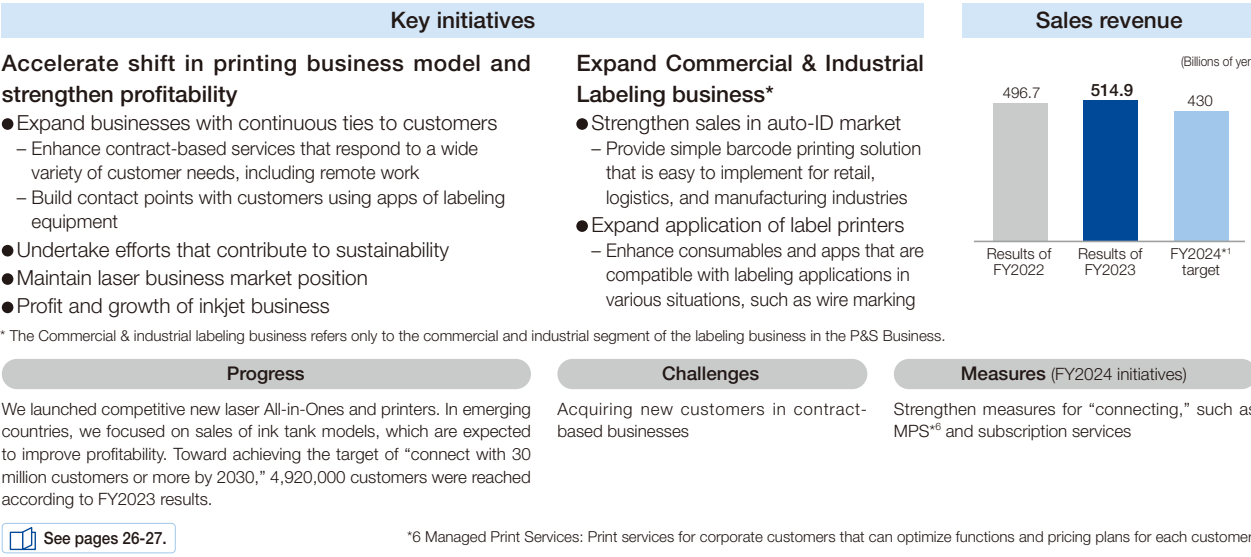 Key initiatives
Accelerate shift in printing business model and
strengthen profitability
● Expand businesses with continuous ties to customers
– Enhance contract-based services that respond to a wide
variety of customer needs, including remote work
– Build contact points with customers using apps of labeling
equipment
● Undertake efforts that contribute to sustainability
● Maintain laser business market position
● Profit and growth of inkjet business
Expand Commercial & Industrial
Labeling business*
● Strengthen sales in auto-ID market
– Provide simple barcode printing solution
that is easy to implement for retail,
logistics, and manufacturing industries
● Expand application of label printers
– Enhance consumables and apps that are
compatible with labeling applications in
various situations, such as wire marking
Sales revenue
(Billions of yen
496.7
514.9
430
Results of
FY2022
Results of
FY2023
FY2024*1
target
* The Commercial & industrial labeling business refers only to the commercial and industrial segment of the labeling business in the P&S Business.
Progress
We launched competitive new laser All-in-Ones and printers. In emerging
countries, we focused on sales of ink tank models, which are expected
to improve profitability. Toward achieving the target of “connect with 30
million customers or more by 2030,” 4,920,000 customers were reached
according to FY2023 results.
Challenges
Acquiring new customers in contract-
based businesses
Measures (FY2024 initiatives)
Strengthen measures for “connecting,” such as
MPS*6 and subscription services
See pages 26-27.
*6 Managed Print Services: Print services for corporate customers that can optimize functions and pricing plans for each customer